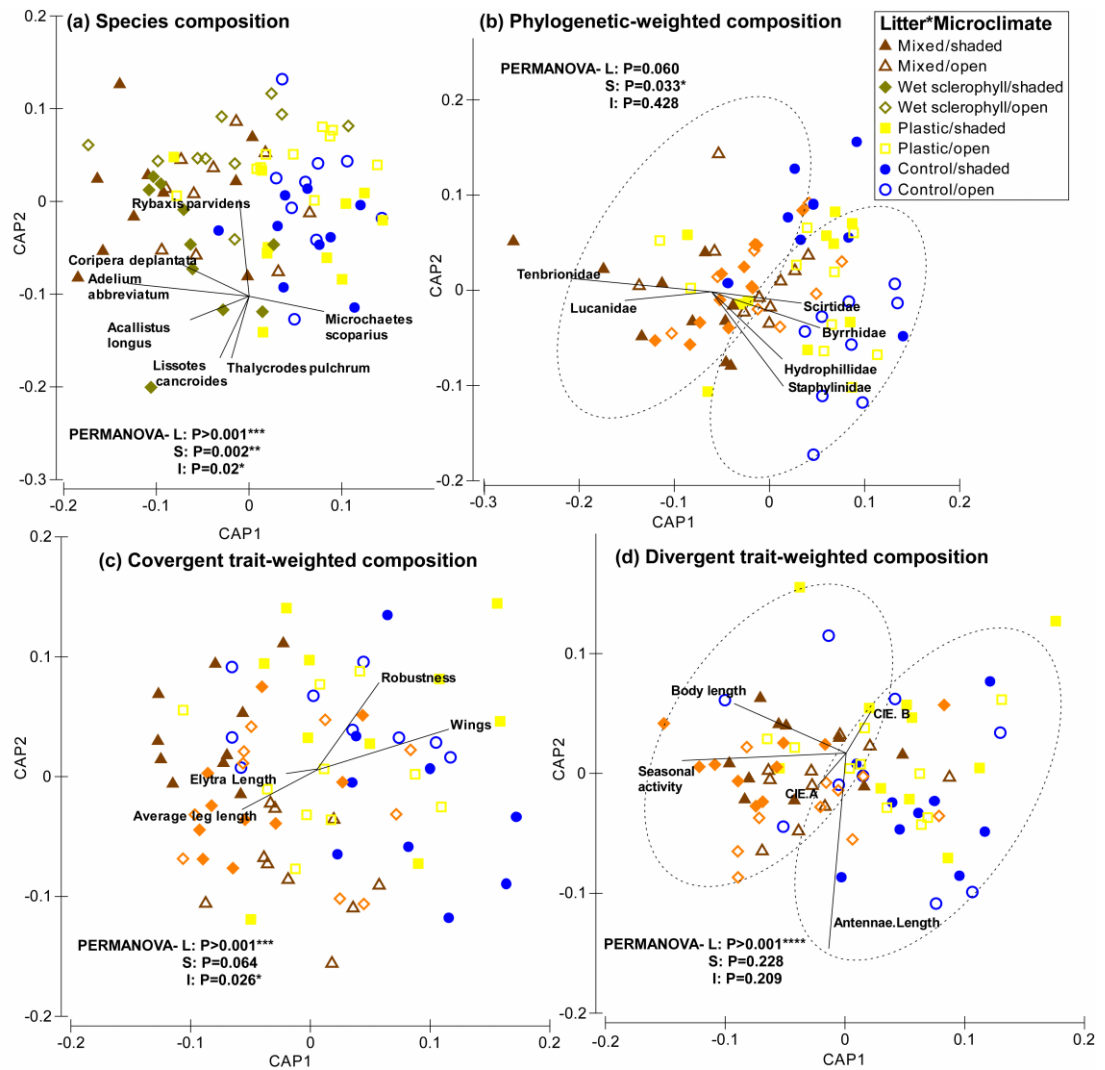 (a) Species composition
0.2
0.1
0
-0.1
-0.2
-0.3
CAP2
Rybaxis parvidens
Coripera deplantata
Adelium
abbreviatum
Acallistus
longus
Lissotes
cancroides
Thalycrodes pulchrum
Microchaetes
scoparius
PERMANOVA- L: P>0.001***
S: P=0.002**
I: P=0.02*
-0.2
-0.1
0
0.1
CAP1
(b) Phylogenetic-weighted composition
PERMANOVA- L: P=0.060
S: P=0.033*
I: P=0.428
0.2
0.1
0
-0.1
-0.2
CAP2
Tenbrionidae
Lucanidae
Scirtidae
Byrrhidae
Hydrophillidae
Staphylinidae
-0.3
-0.2
-0.1
0
0.1
0.2
CAP1
Litter*Microclimate
Mixed/shaded
Mixed/open
Wet sclerophyll/shaded
Wet sclerophyll/open
Plastic/shaded
Plastic/open
Control/shaded
Control/open
(c) Covergent trait-weighted composition
0.2
0.1
0
-0.1
-0.2
CAP2
Robustness
Wings
Elytra Length
Average leg length
PERMANOVA- L: P>0.001***
S: P=0.064
I: P=0.026*
-0.2
-0.1
0
0.1
0.2
CAP1
(d) Divergent trait-weighted composition
0.2
0.1
0
-0.1
-0.2
CAP2
Body length
CIE. B
Seasonal
activity
CIE.A
Antennae.Length
PERMANOVA- L: P>0.001****
S: P=0.228
I: P=0.209
-0.2
-0.1
0
0.1
0.2
CAP1